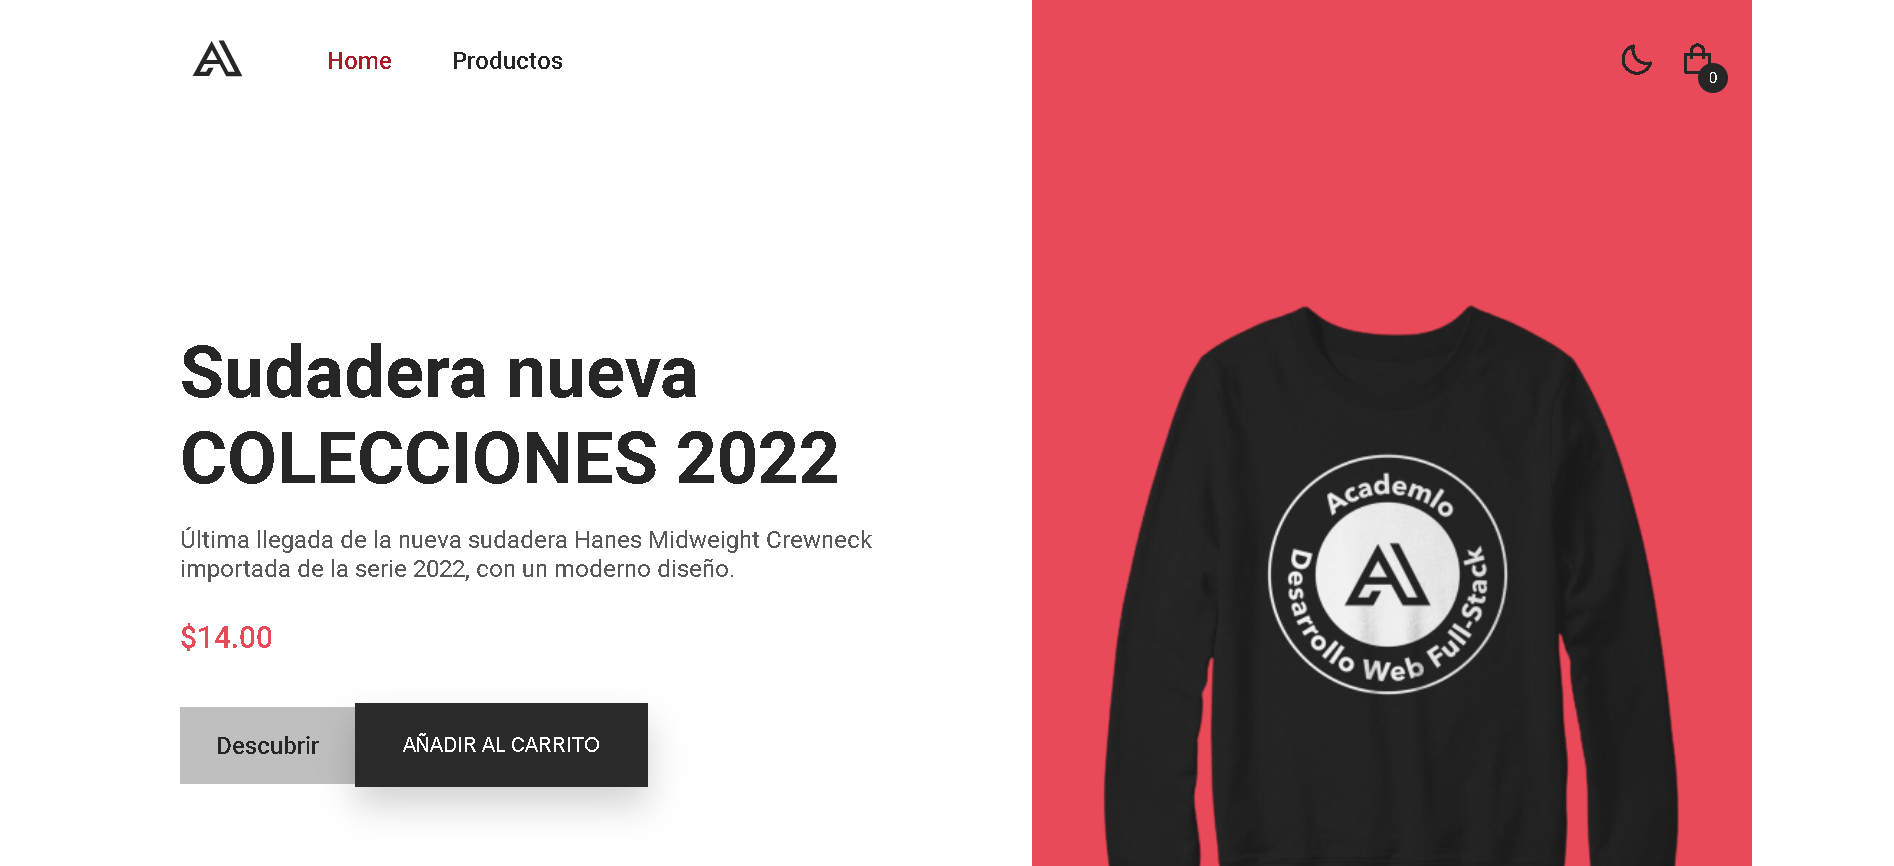 Home
Productos
0
Sudadera nueva
COLECCIONES 2022
Última llegada de la nueva sudadera Hanes Midweight Crewneck
importada de la serie 2022, con un moderno diseño.
$14.00
Descubrir
AÑADIR AL CARRITO
Academlo
Desarrollo Web Full-Stack